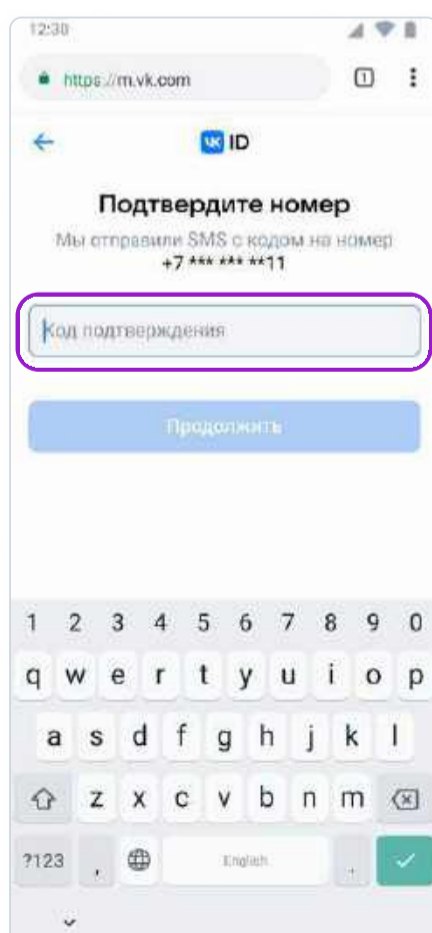 12:30
https://m.vk.com
1
VK ID
Подтвердите номер
Мы отправили SMS с кодом на номер
+7 *** *** **11
Код подтверждения
Продолжить
1 2 3 4 5 6 7 8 9 0
q w e r t y u i o p
a s d f g h j k l
z x c v b n m
?123 , English .